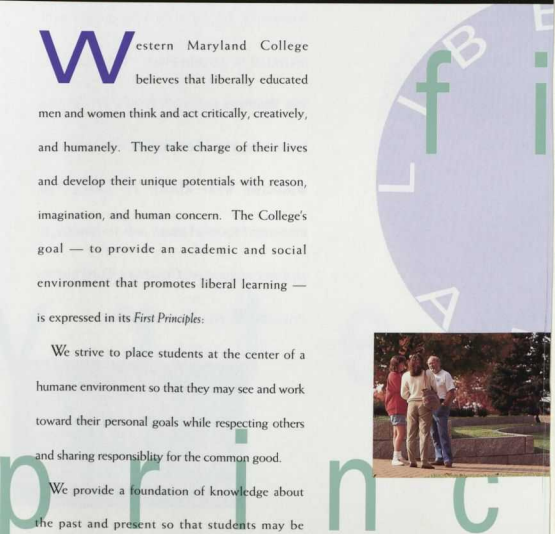 Western Maryland College
believes that liberally educated
men and women think and act critically, creatively,
and humanely. They take charge of their lives
and develop their unique potentials with reason,
imagination, and human concern. The College's
goal — to provide an academic and social
environment that promotes liberal learning —
is expressed in its First Principles:
We strive to place students at the center of a
humane environment so that they may see and work
toward their personal goals while respecting others
and sharing responsiblity for the common good.
We provide a foundation of knowledge about
the past and present so that students may be
L I B E
A
f i
p r i n c